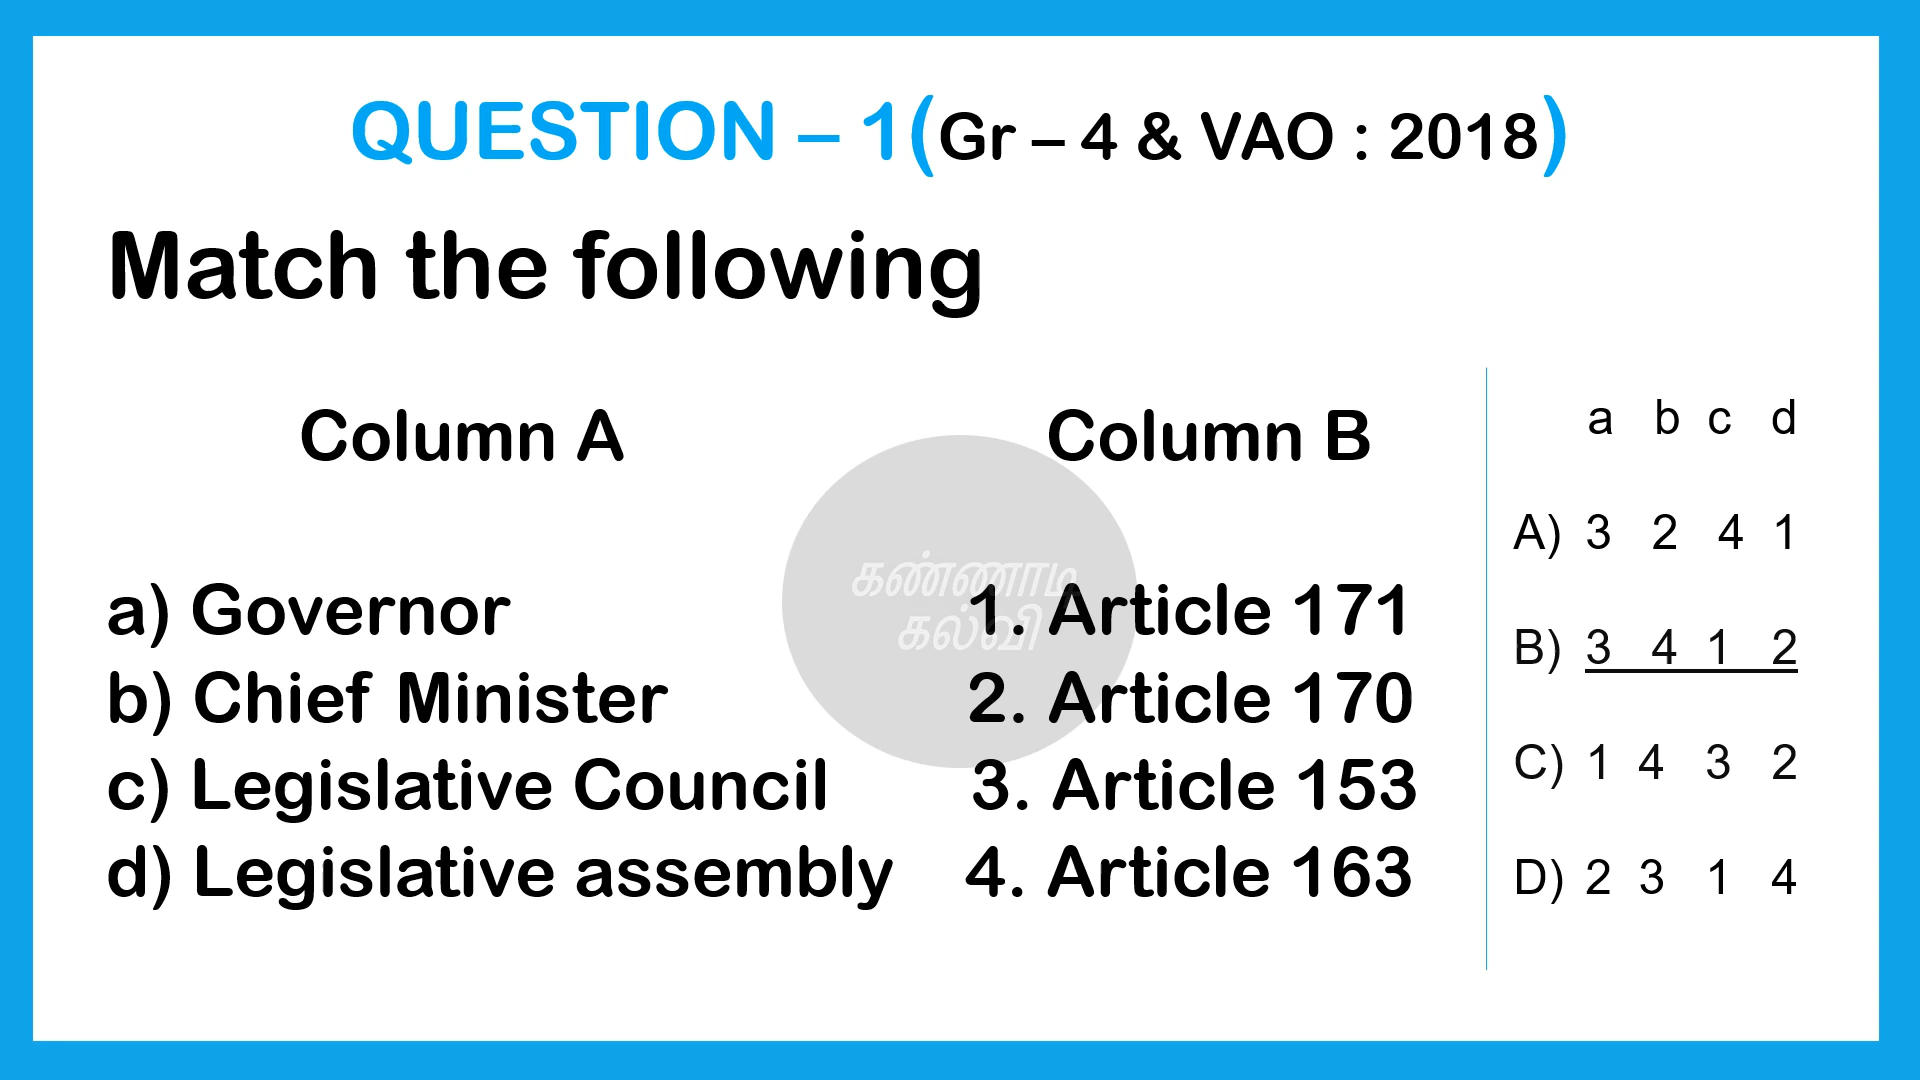 QUESTION – 1(Gr – 4 & VAO : 2018)
Match the following
Column A
Column B
a) Governor
1. Article 171
b) Chief Minister
2. Article 170
c) Legislative Council
3. Article 153
d) Legislative assembly
4. Article 163
a b c d
A) 3 2 4 1
B) 3 4 1 2
C) 1 4 3 2
D) 2 3 1 4
கண்ணாடி
கல்வி